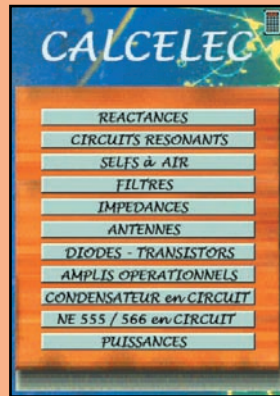 CALCELEC
REACTANCES
CIRCUITS RESONANTS
SELFS à AIR
FILTRES
IMPEDANCES
ANTENNES
DIODES - TRANSISTORS
AMPLIS OPERATIONNELS
CONDENSATEUR en CIRCUIT
NE 555 / 566 en CIRCUIT
PUISSANCES